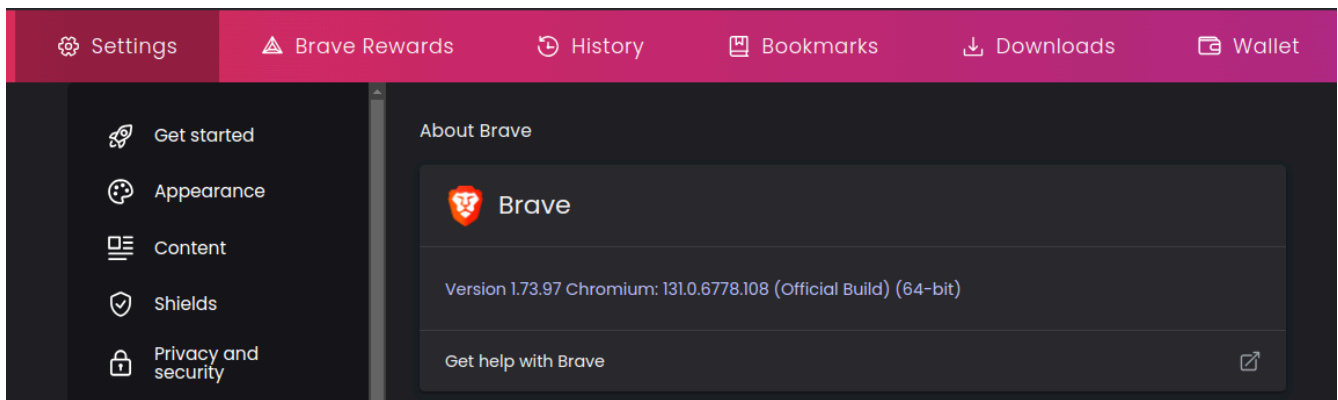 Settings
Brave Rewards
History
Bookmarks
Downloads
Wallet
Get started
Appearance
Content
Shields
Privacy and
security
About Brave
Brave
Version 1.73.97 Chromium: 131.0.6778.108 (Official Build) (64-bit)
Get help with Brave